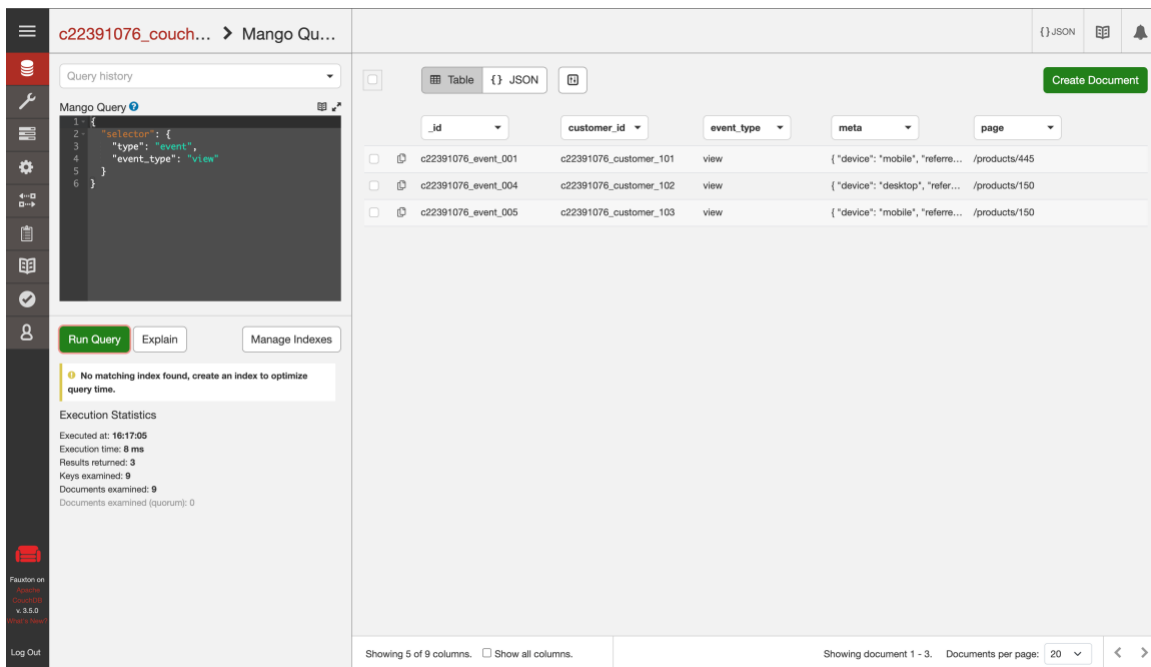 c22391076_couch... > Mango Qu...
{} JSON
Query history
Table {} JSON
Create Document
Mango Query
1 {
2 "selector": {
3 "type": "event",
4 "event_type": "view"
5 }
6 }
_id customer_id event_type meta page
c22391076_event_001 c22391076_customer_101 view { "device": "mobile", "referre... /products/445
c22391076_event_004 c22391076_customer_102 view { "device": "desktop", "refer... /products/150
c22391076_event_005 c22391076_customer_103 view { "device": "mobile", "referre... /products/150
Run Query Explain Manage Indexes
No matching index found, create an index to optimize
query time.
Execution Statistics
Executed at: 16:17:05
Execution time: 8 ms
Results returned: 3
Keys examined: 9
Documents examined: 9
Documents examined (quorum): 0
Fauxton on
Apache
CouchDB
v. 3.5.0
What's New?
Log Out
Showing 5 of 9 columns. Show all columns. Showing document 1 - 3. Documents per page: 20